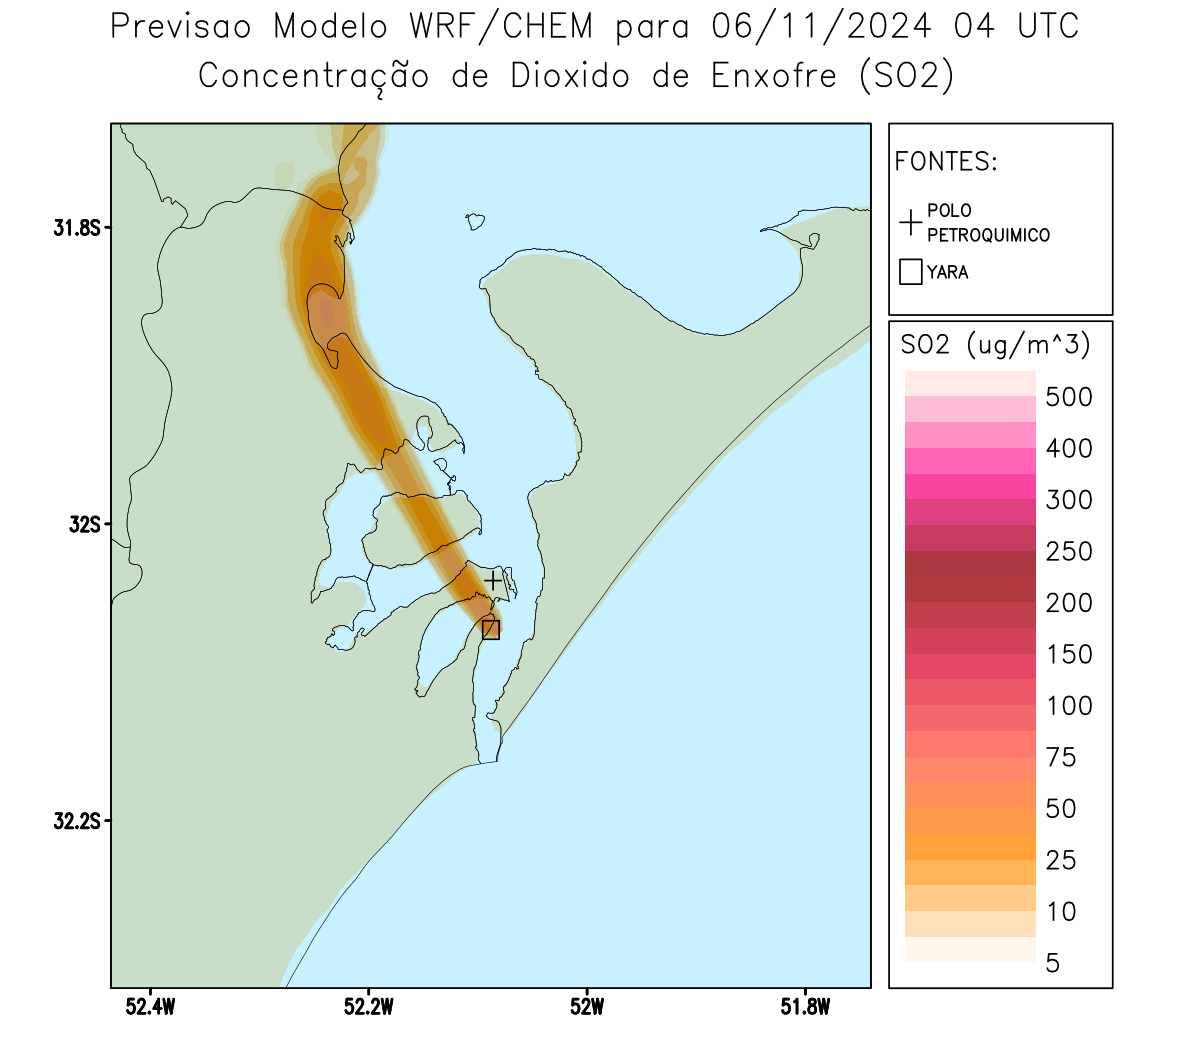 Previsao Modelo WRF/CHEM para 06/11/2024 04 UTC
Concentração de Dioxido de Enxofre (SO2)
FONTES:
POLO
PETROQUIMICO
YARA
SO2 (ug/m^3)
500
400
300
250
200
150
100
75
50
25
10
5
31.8S
32S
32.2S
52.4W
52.2W
52W
51.8W